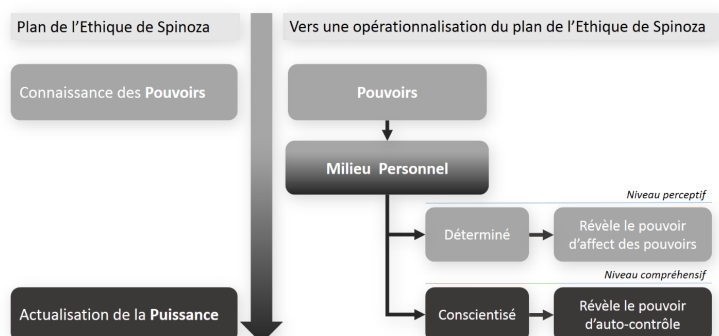 Plan de l’Ethique de Spinoza
Vers une opérationnalisation du plan de l’Ethique de Spinoza
Connaissance des Pouvoirs
Pouvoirs
Milieu Personnel
Niveau perceptif
Déterminé
Révèle le pouvoir
d’affect des pouvoirs
Niveau compréhensif
Actualisation de la Puissance
Conscientisé
Révèle le pouvoir
d’auto-contrôle